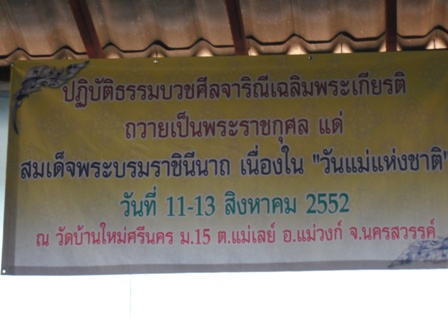 ปฏิบัติธรรมบวชศีลจาริณีเฉลิมพระเกียรติ
ถวายเป็นพระราชกุศล แด่
สมเด็จพระบรมราชินีนาถ เนื่องใน "วันแม่แห่งชาติ"
วันที่ 11-13 สิงหาคม 2552
ณ วัดบ้านใหม่ศรีนคร ม.15 ต.แม่เลย์ อ.แม่วงก์ จ.นครสวรรค์